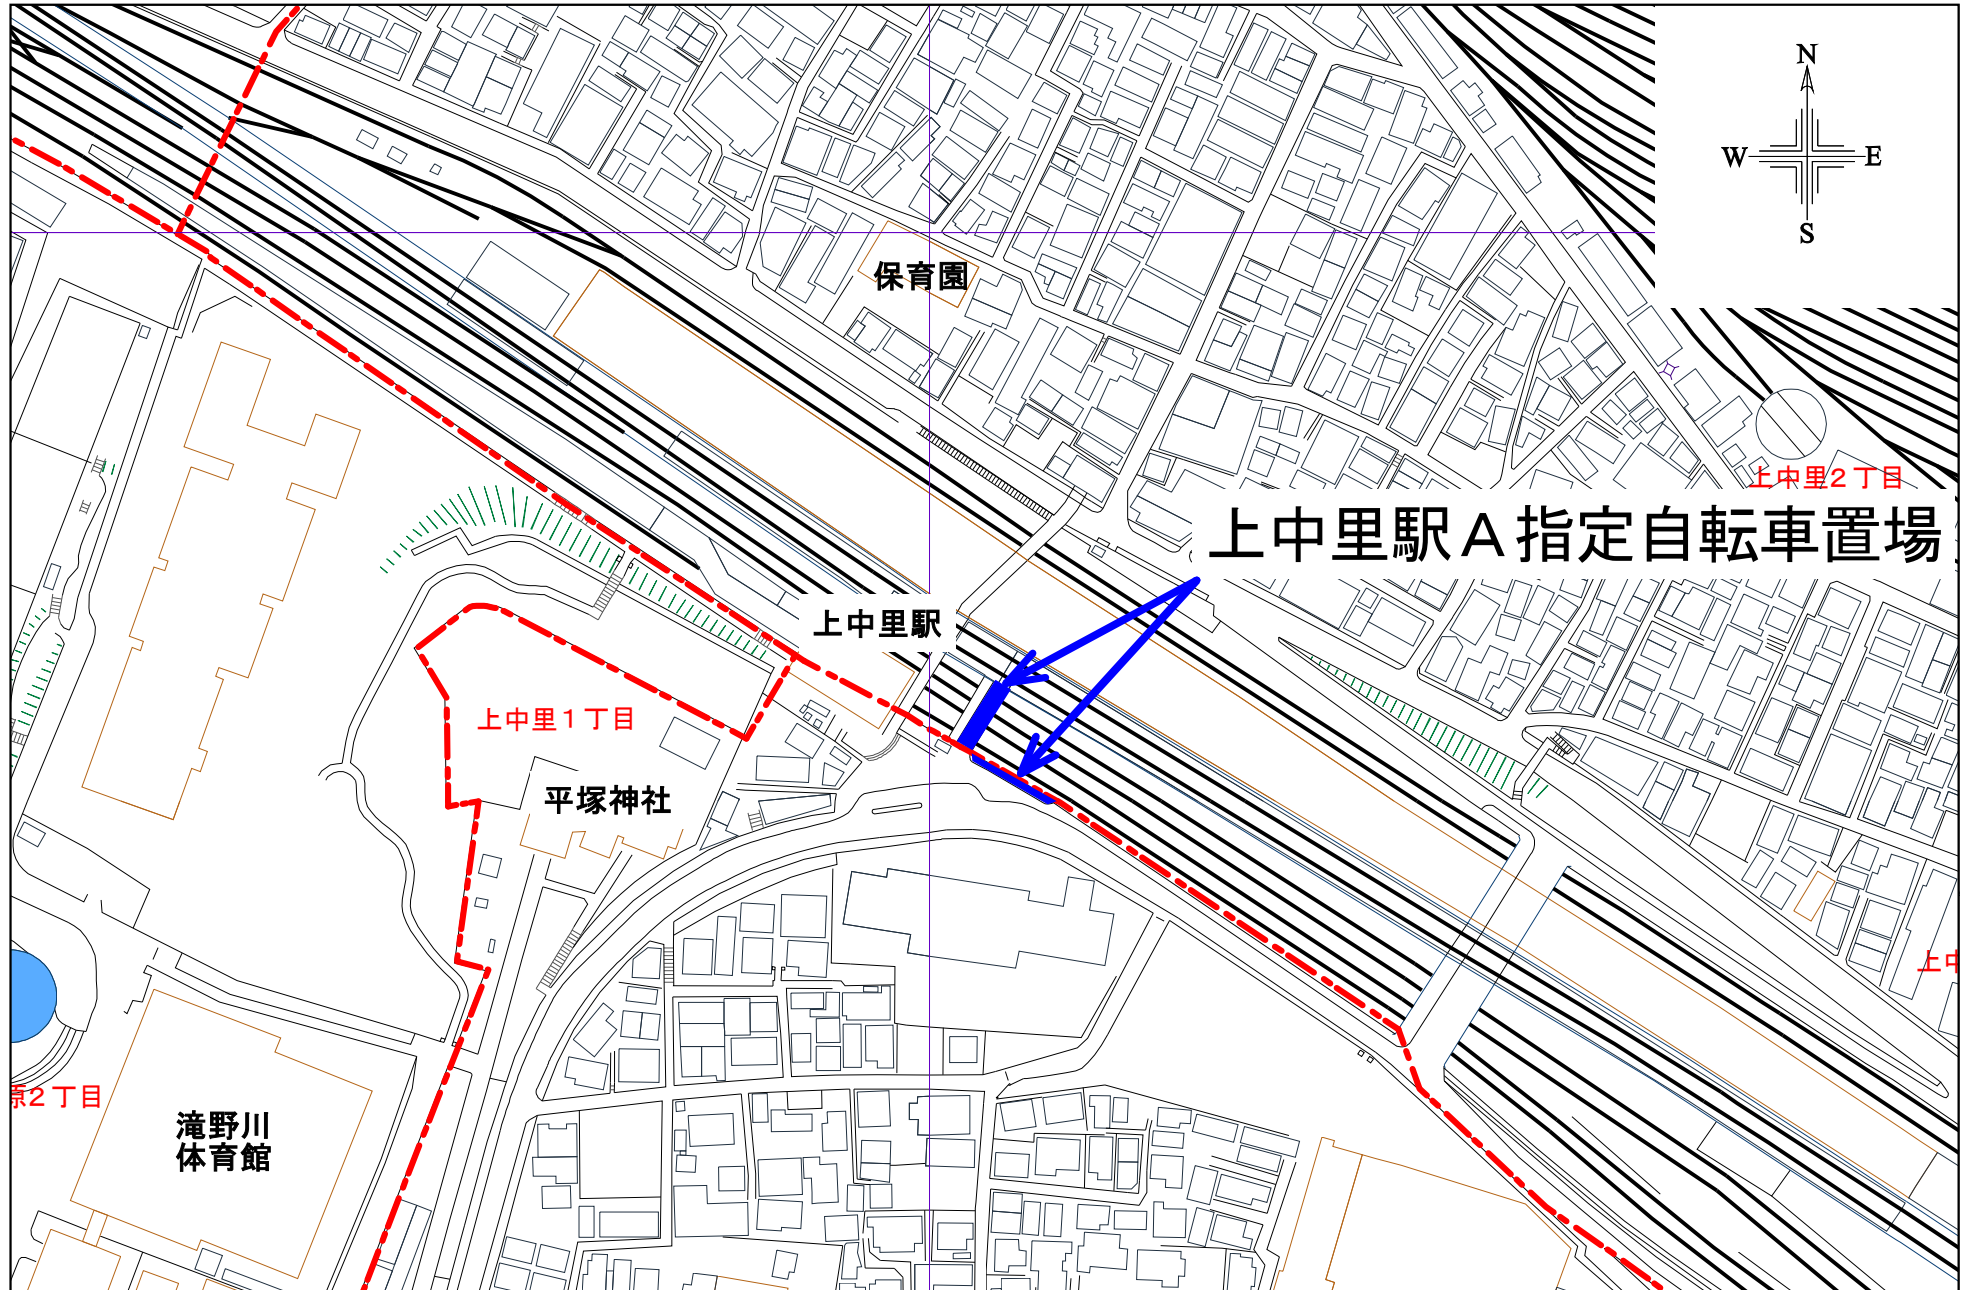 N
W
E
S
保育園
上中里2丁目
上中里駅A指定自転車置場
上中里駅
上中里1丁目
平塚神社
上中
原2丁目
滝野川
体育館